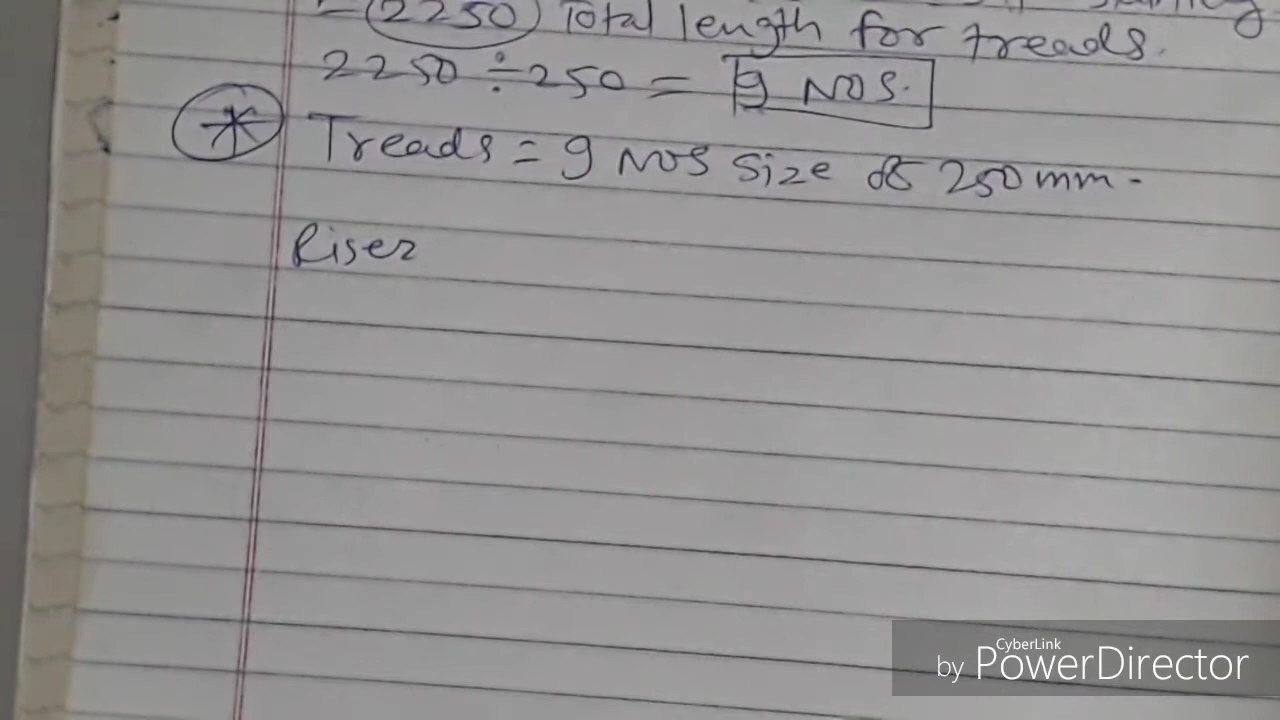 = 2250 Total length for treads.
2250 ÷ 250 = 9 NOS.
* Treads = 9 NOS size of 250 mm -
Riser
CyberLink
by PowerDirector